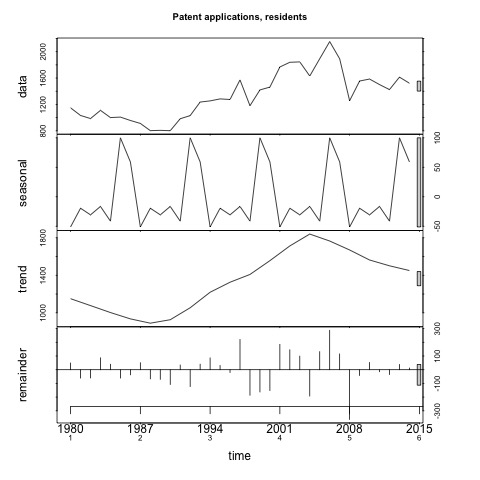 Patent applications, residents
data
800 1200 1600 2000
seasonal
-50 0 50 100
trend
1000 1400 1800
remainder
-300 -100 100 300
1980 1987 1994 2001 2008 2015
1 2 3 4 5 6
time